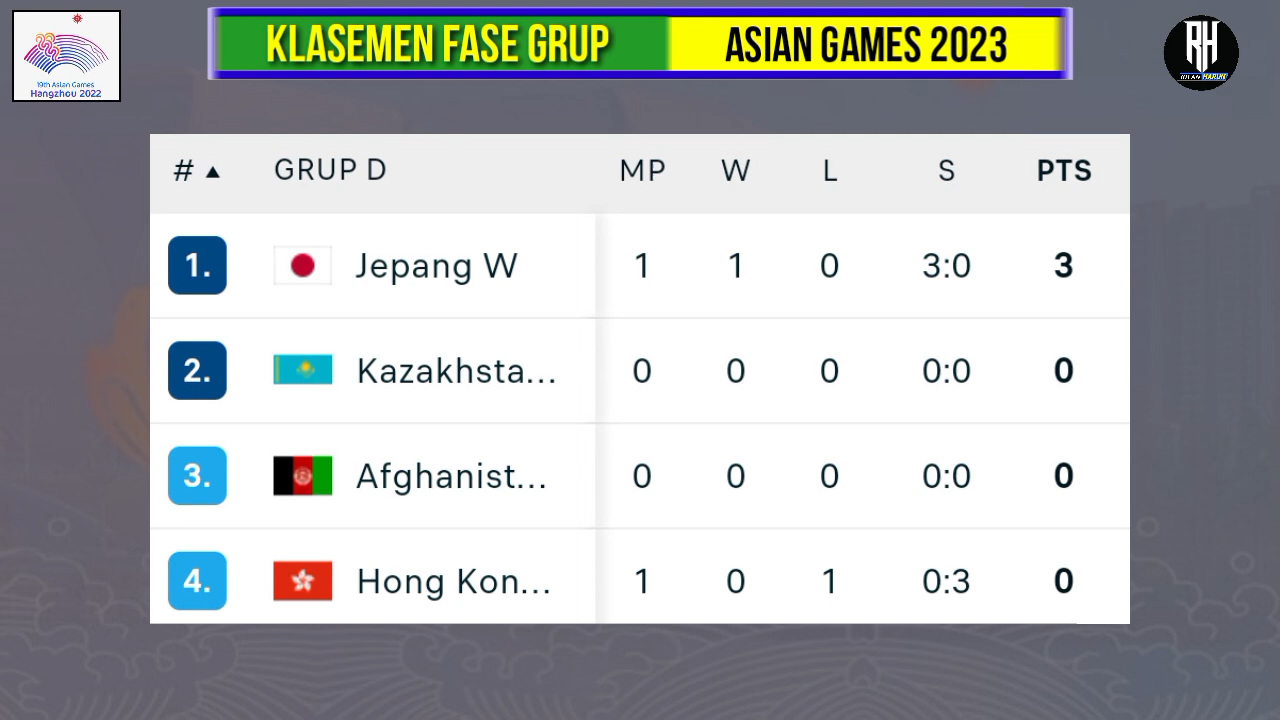 KLASEMEN FASE GRUP ASIAN GAMES 2023
19th Asian Games
Hangzhou 2022
RH
# ▲ GRUP D MP W L S PTS
1. Jepang W 1 1 0 3:0 3
2. Kazakhsta... 0 0 0 0:0 0
3. Afghanist... 0 0 0 0:0 0
4. Hong Kon... 1 0 1 0:3 0